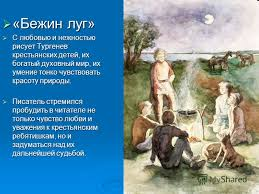 «Бежин луг»
С любовью и нежностью
рисует Тургенев
крестьянских детей, их
богатый духовный мир, их
умение тонко чувствовать
красоту природы.
Писатель стремился
пробудить в читателе не
только чувство любви и
уважения к крестьянским
ребятишкам, но и
задуматься над их
дальнейшей судьбой.
MyShared